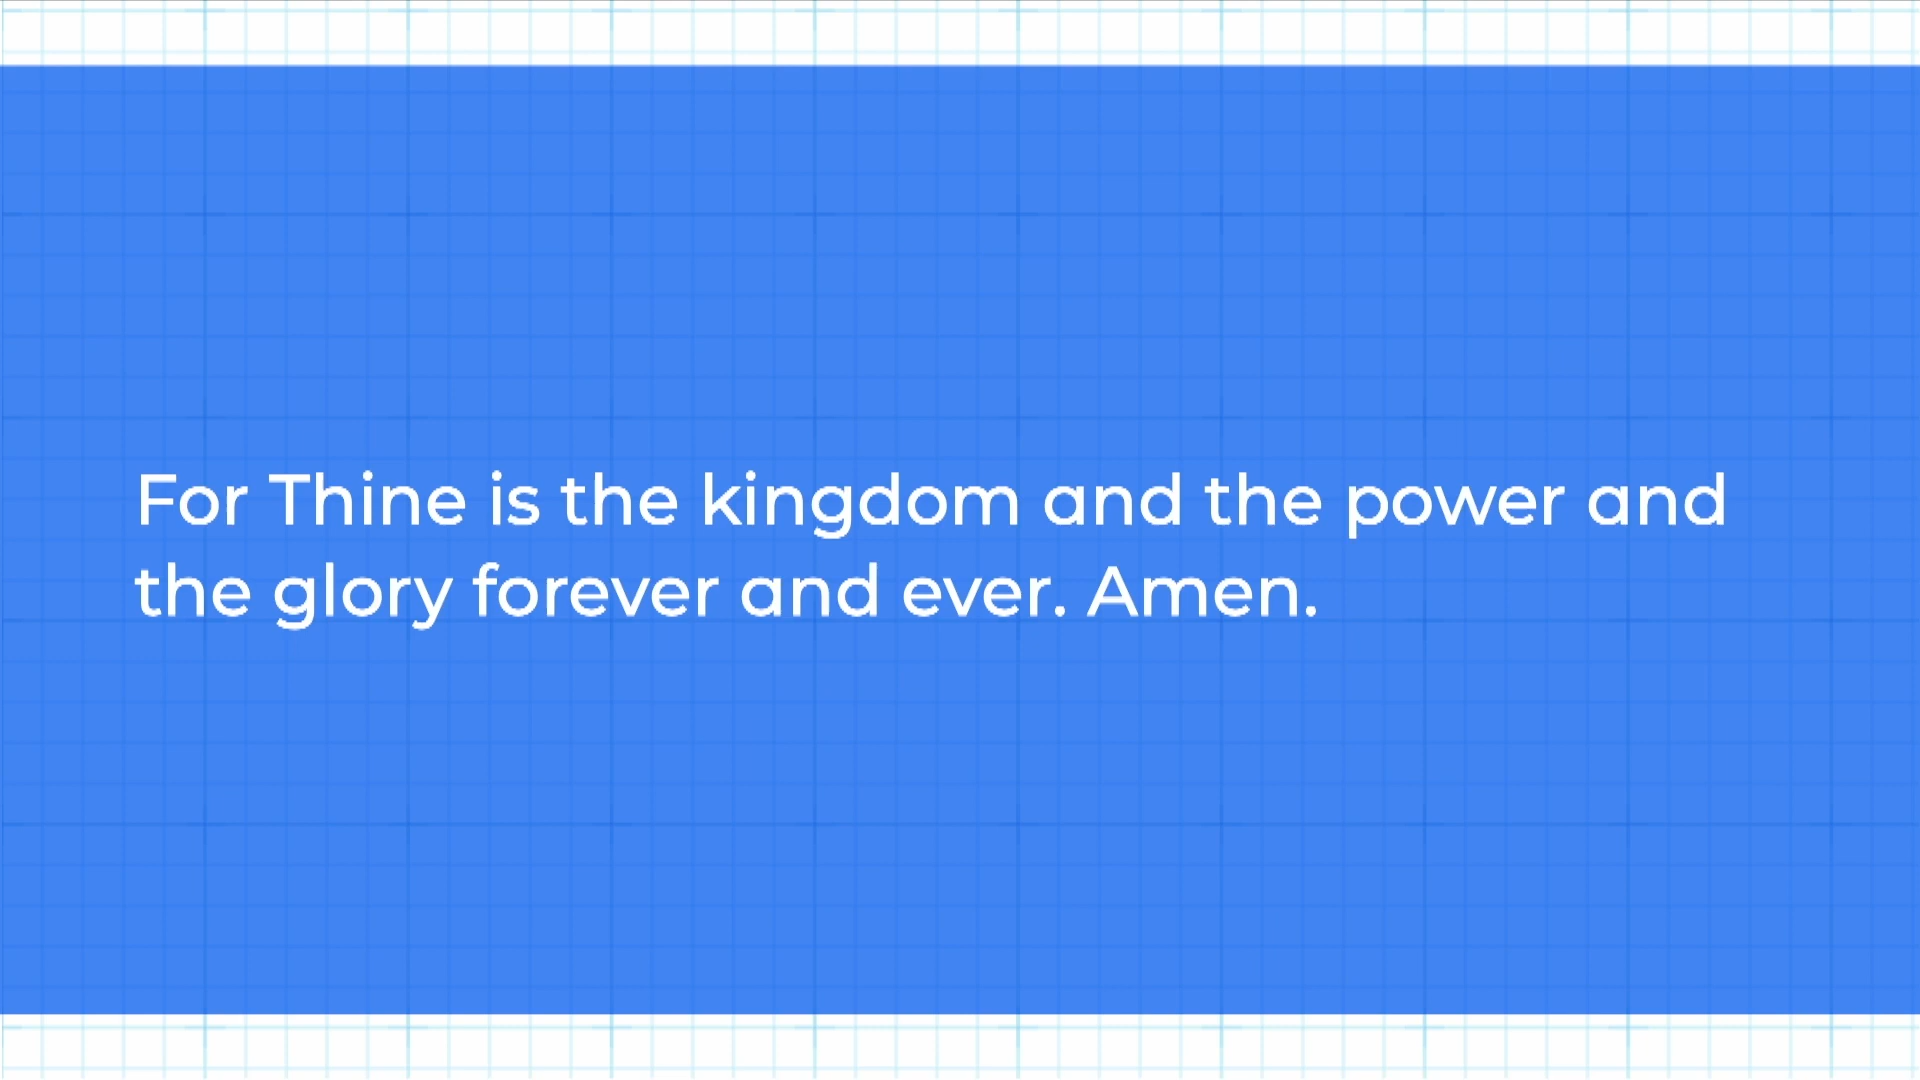 For Thine is the kingdom and the power and
the glory forever and ever. Amen.